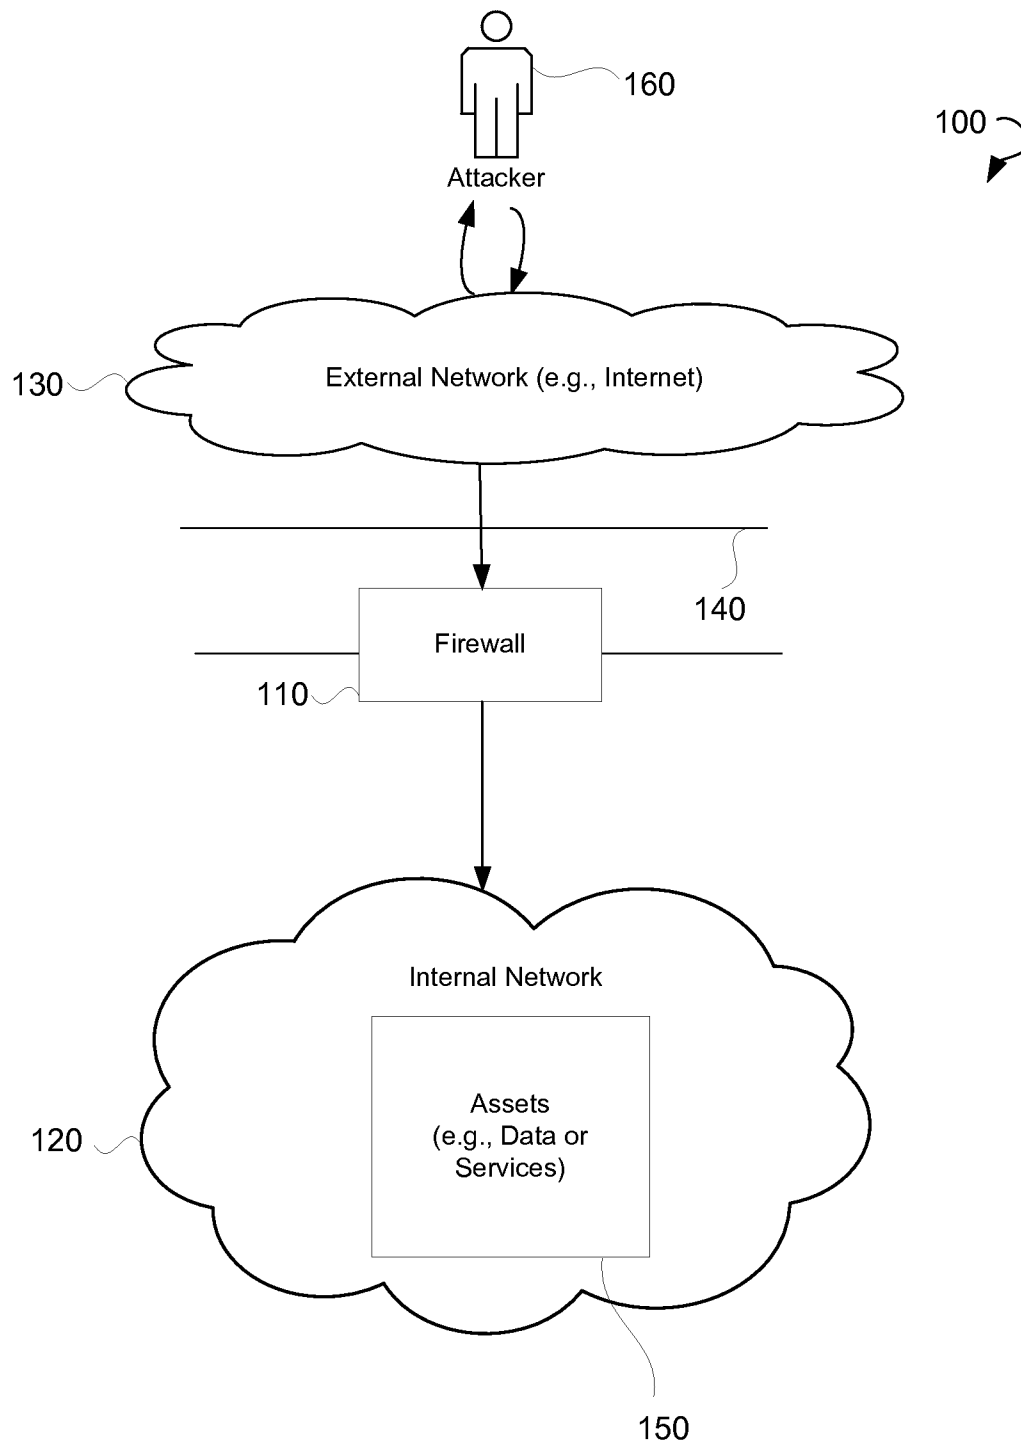 160
100
Attacker
130
External Network (e.g., Internet)
140
Firewall
110
Internal Network
Assets
(e.g., Data or
Services)
120
150